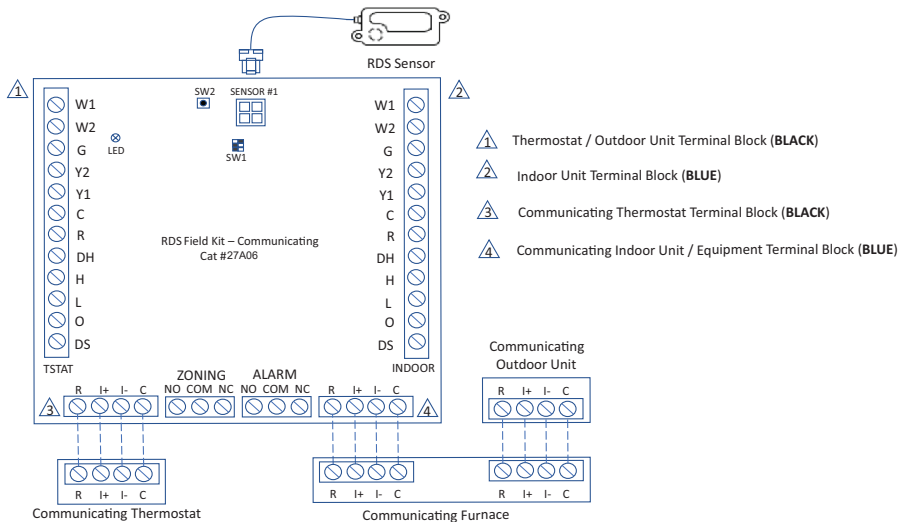 RDS Sensor
1
2
SW2 SENSOR #1
W1
W2
G
Y2
Y1
C
R
DH
H
L
O
DS
TSTAT
LED
SW1
RDS Field Kit – Communicating
Cat #27A06
W1
W2
G
Y2
Y1
C
R
DH
H
L
O
DS
INDOOR
1 Thermostat / Outdoor Unit Terminal Block (BLACK)
2 Indoor Unit Terminal Block (BLUE)
3 Communicating Thermostat Terminal Block (BLACK)
4 Communicating Indoor Unit / Equipment Terminal Block (BLUE)
ZONING ALARM
3 R I+ I- C NO COM NC NO COM NC R I+ I- C 4
Communicating
Outdoor Unit
R I+ I- C
R I+ I- C
Communicating Thermostat
R I+ I- C R I+ I- C
Communicating Furnace